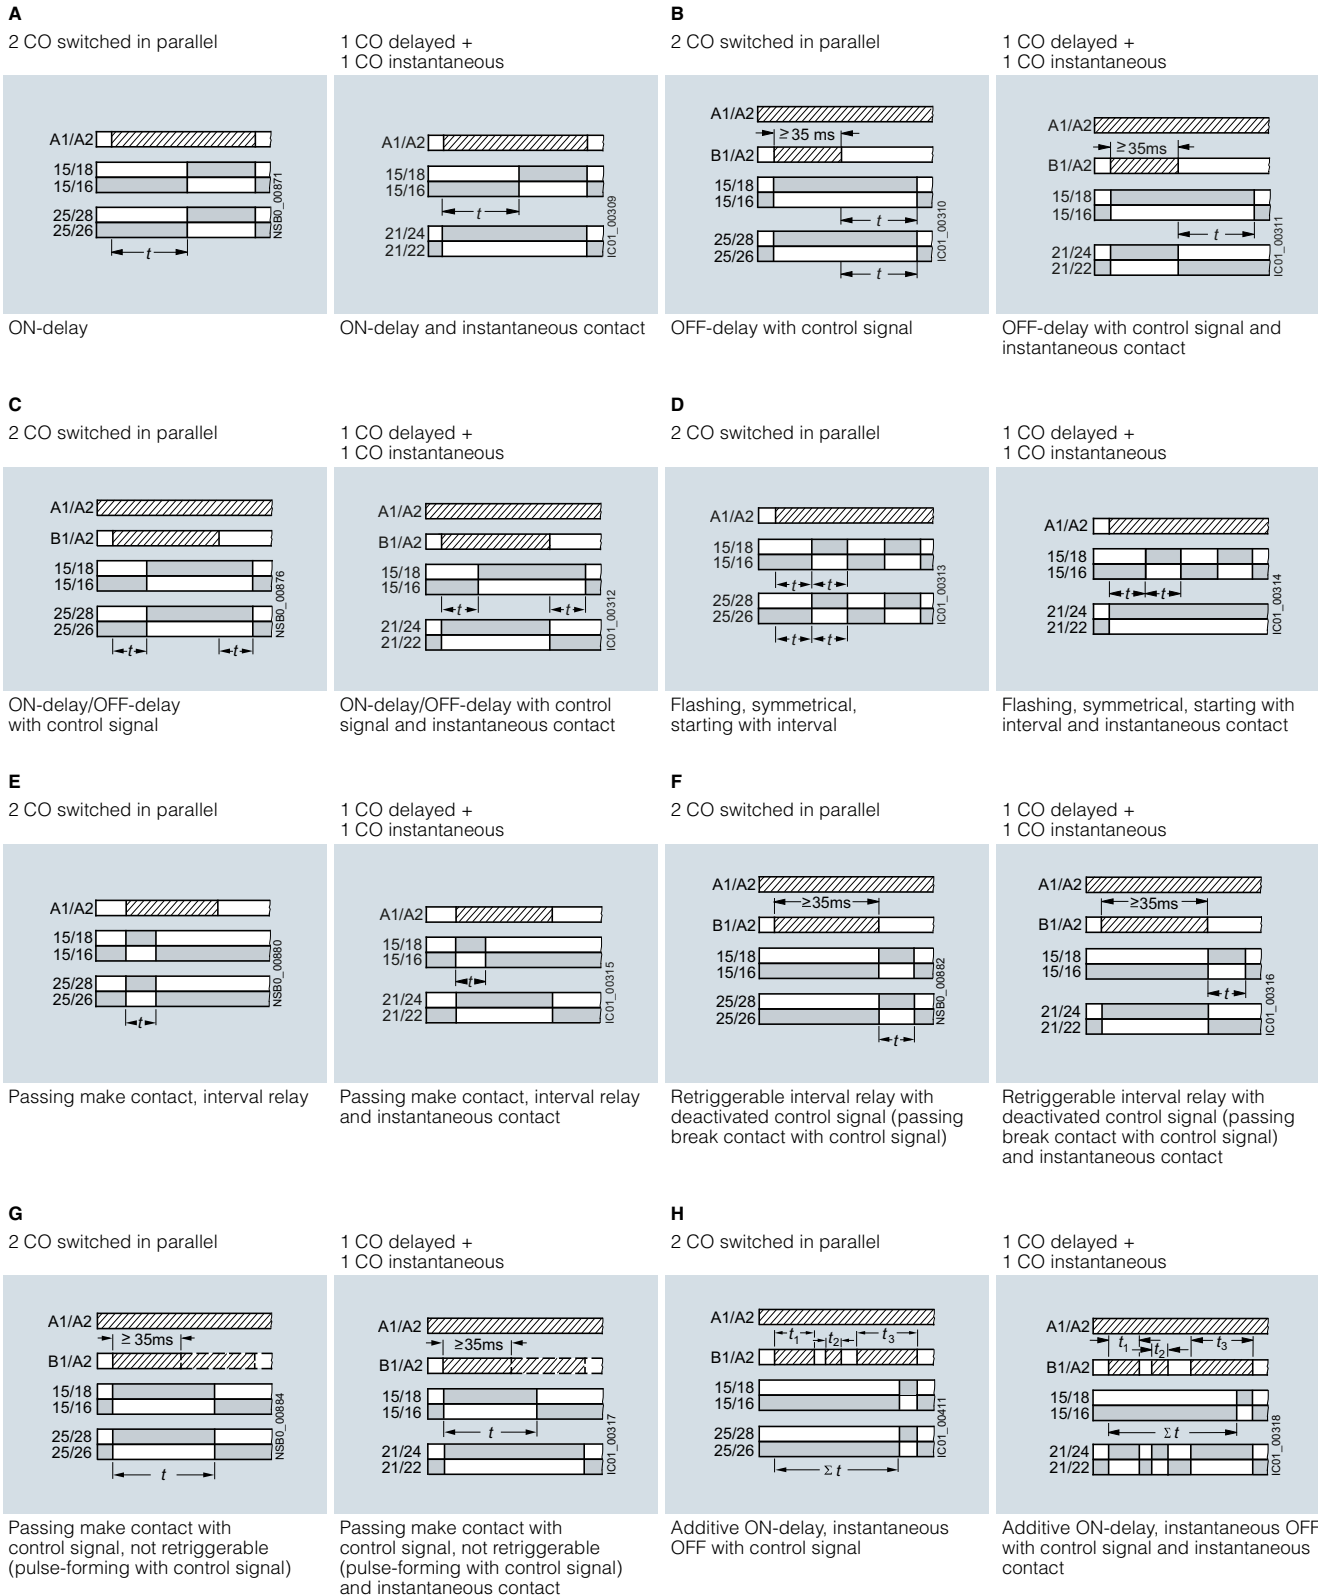 A
2 CO switched in parallel
1 CO delayed +
1 CO instantaneous
A1/A2
15/18
15/16
25/28
25/26
t
NSB0_00871
ON-delay
A1/A2
15/18
15/16
t
21/24
21/22
IC01_00309
ON-delay and instantaneous contact
B
2 CO switched in parallel
1 CO delayed +
1 CO instantaneous
A1/A2
≥ 35 ms
B1/A2
15/18
15/16
t
25/28
25/26
t
IC01_00310
OFF-delay with control signal
A1/A2
≥ 35ms
B1/A2
15/18
15/16
t
21/24
21/22
IC01_00311
OFF-delay with control signal and
instantaneous contact
C
2 CO switched in parallel
1 CO delayed +
1 CO instantaneous
A1/A2
B1/A2
15/18
15/16
25/28
25/26
t t
NSB0_00876
ON-delay/OFF-delay
with control signal
A1/A2
B1/A2
15/18
15/16
t t
21/24
21/22
IC01_00312
ON-delay/OFF-delay with control
signal and instantaneous contact
D
2 CO switched in parallel
1 CO delayed +
1 CO instantaneous
A1/A2
15/18
15/16
t t
25/28
25/26
t t
IC01_00313
Flashing, symmetrical,
starting with interval
A1/A2
15/18
15/16
t t
21/24
21/22
IC01_00314
Flashing, symmetrical, starting with
interval and instantaneous contact
E
2 CO switched in parallel
1 CO delayed +
1 CO instantaneous
A1/A2
15/18
15/16
25/28
25/26
t
NSB0_00880
Passing make contact, interval relay
A1/A2
15/18
15/16
t
21/24
21/22
IC01_00315
Passing make contact, interval relay
and instantaneous contact
F
2 CO switched in parallel
1 CO delayed +
1 CO instantaneous
A1/A2
≥35ms
B1/A2
15/18
15/16
25/28
25/26
t
NSB0_00882
Retriggerable interval relay with
deactivated control signal (passing
break contact with control signal)
A1/A2
≥35ms
B1/A2
15/18
15/16
t
21/24
21/22
IC01_00316
Retriggerable interval relay with
deactivated control signal (passing
break contact with control signal)
and instantaneous contact
G
2 CO switched in parallel
1 CO delayed +
1 CO instantaneous
A1/A2
≥ 35ms
B1/A2
15/18
15/16
25/28
25/26
t
NSB0_00884
Passing make contact with
control signal, not retriggerable
(pulse-forming with control signal)
A1/A2
≥35ms
B1/A2
15/18
15/16
t
21/24
21/22
IC01_00317
Passing make contact with
control signal, not retriggerable
(pulse-forming with control signal)
and instantaneous contact
H
2 CO switched in parallel
1 CO delayed +
1 CO instantaneous
A1/A2
t1 t2 t3
B1/A2
15/18
15/16
25/28
25/26
Σ t
IC01_00411
Additive ON-delay, instantaneous
OFF with control signal
A1/A2
t1 t2 t3
B1/A2
15/18
15/16
Σ t
21/24
21/22
IC01_00318
Additive ON-delay, instantaneous OFF
with control signal and instantaneous
contact